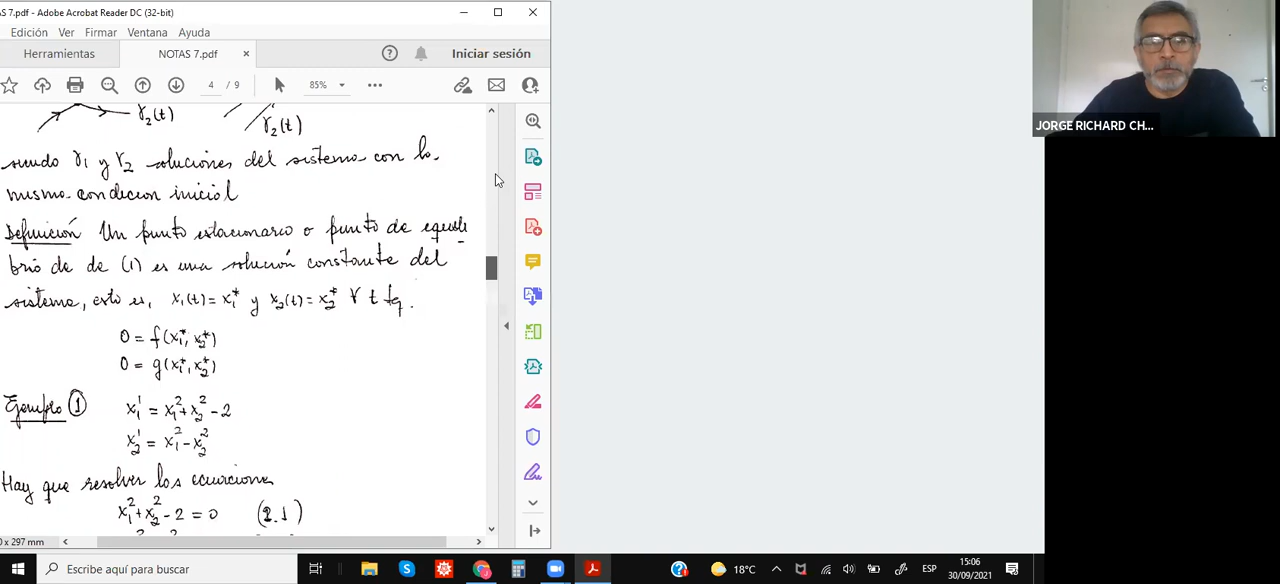 AS 7.pdf - Adobe Acrobat Reader DC (32-bit)
Edición Ver Firmar Ventana Ayuda
Herramientas NOTAS 7.pdf × Iniciar sesión
4 / 9 85%
γ2(t) γ2(t)
siendo γ1 y γ2 soluciones del sistema con la
misma condicion inicial
Definición Un punto estacionario o punto de equili
brio de de (1) es una solución constante del
sistema, esto es, x1(t) = x1* y x2(t) = x2* ∀ t tq.
0 = f(x1*, x2*)
0 = g(x1*, x2*)
Ejemplo ① x1' = x1² + x2² - 2
x2' = x1² - x2²
Hay que resolver las ecuaciones
x1² + x2² - 2 = 0 (2.1)
0 x 297 mm
JORGE RICHARD CH...
Escribe aquí para buscar
18°C ESP 15:06
30/09/2021